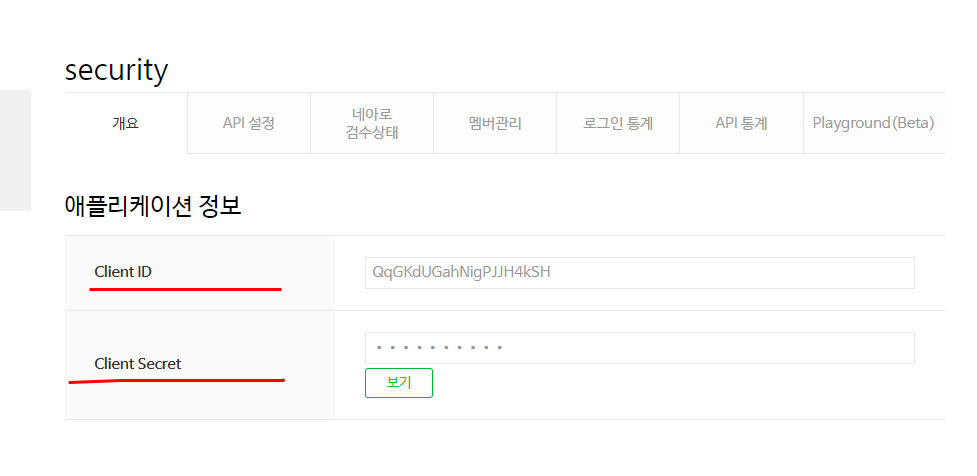 security
개요
API 설정
네아로
검수상태
멤버관리
로그인 통계
API 통계
Playground(Beta)
애플리케이션 정보
Client ID
QqGKdUGahNigPJJH4kSH
Client Secret
••••••••••
보기